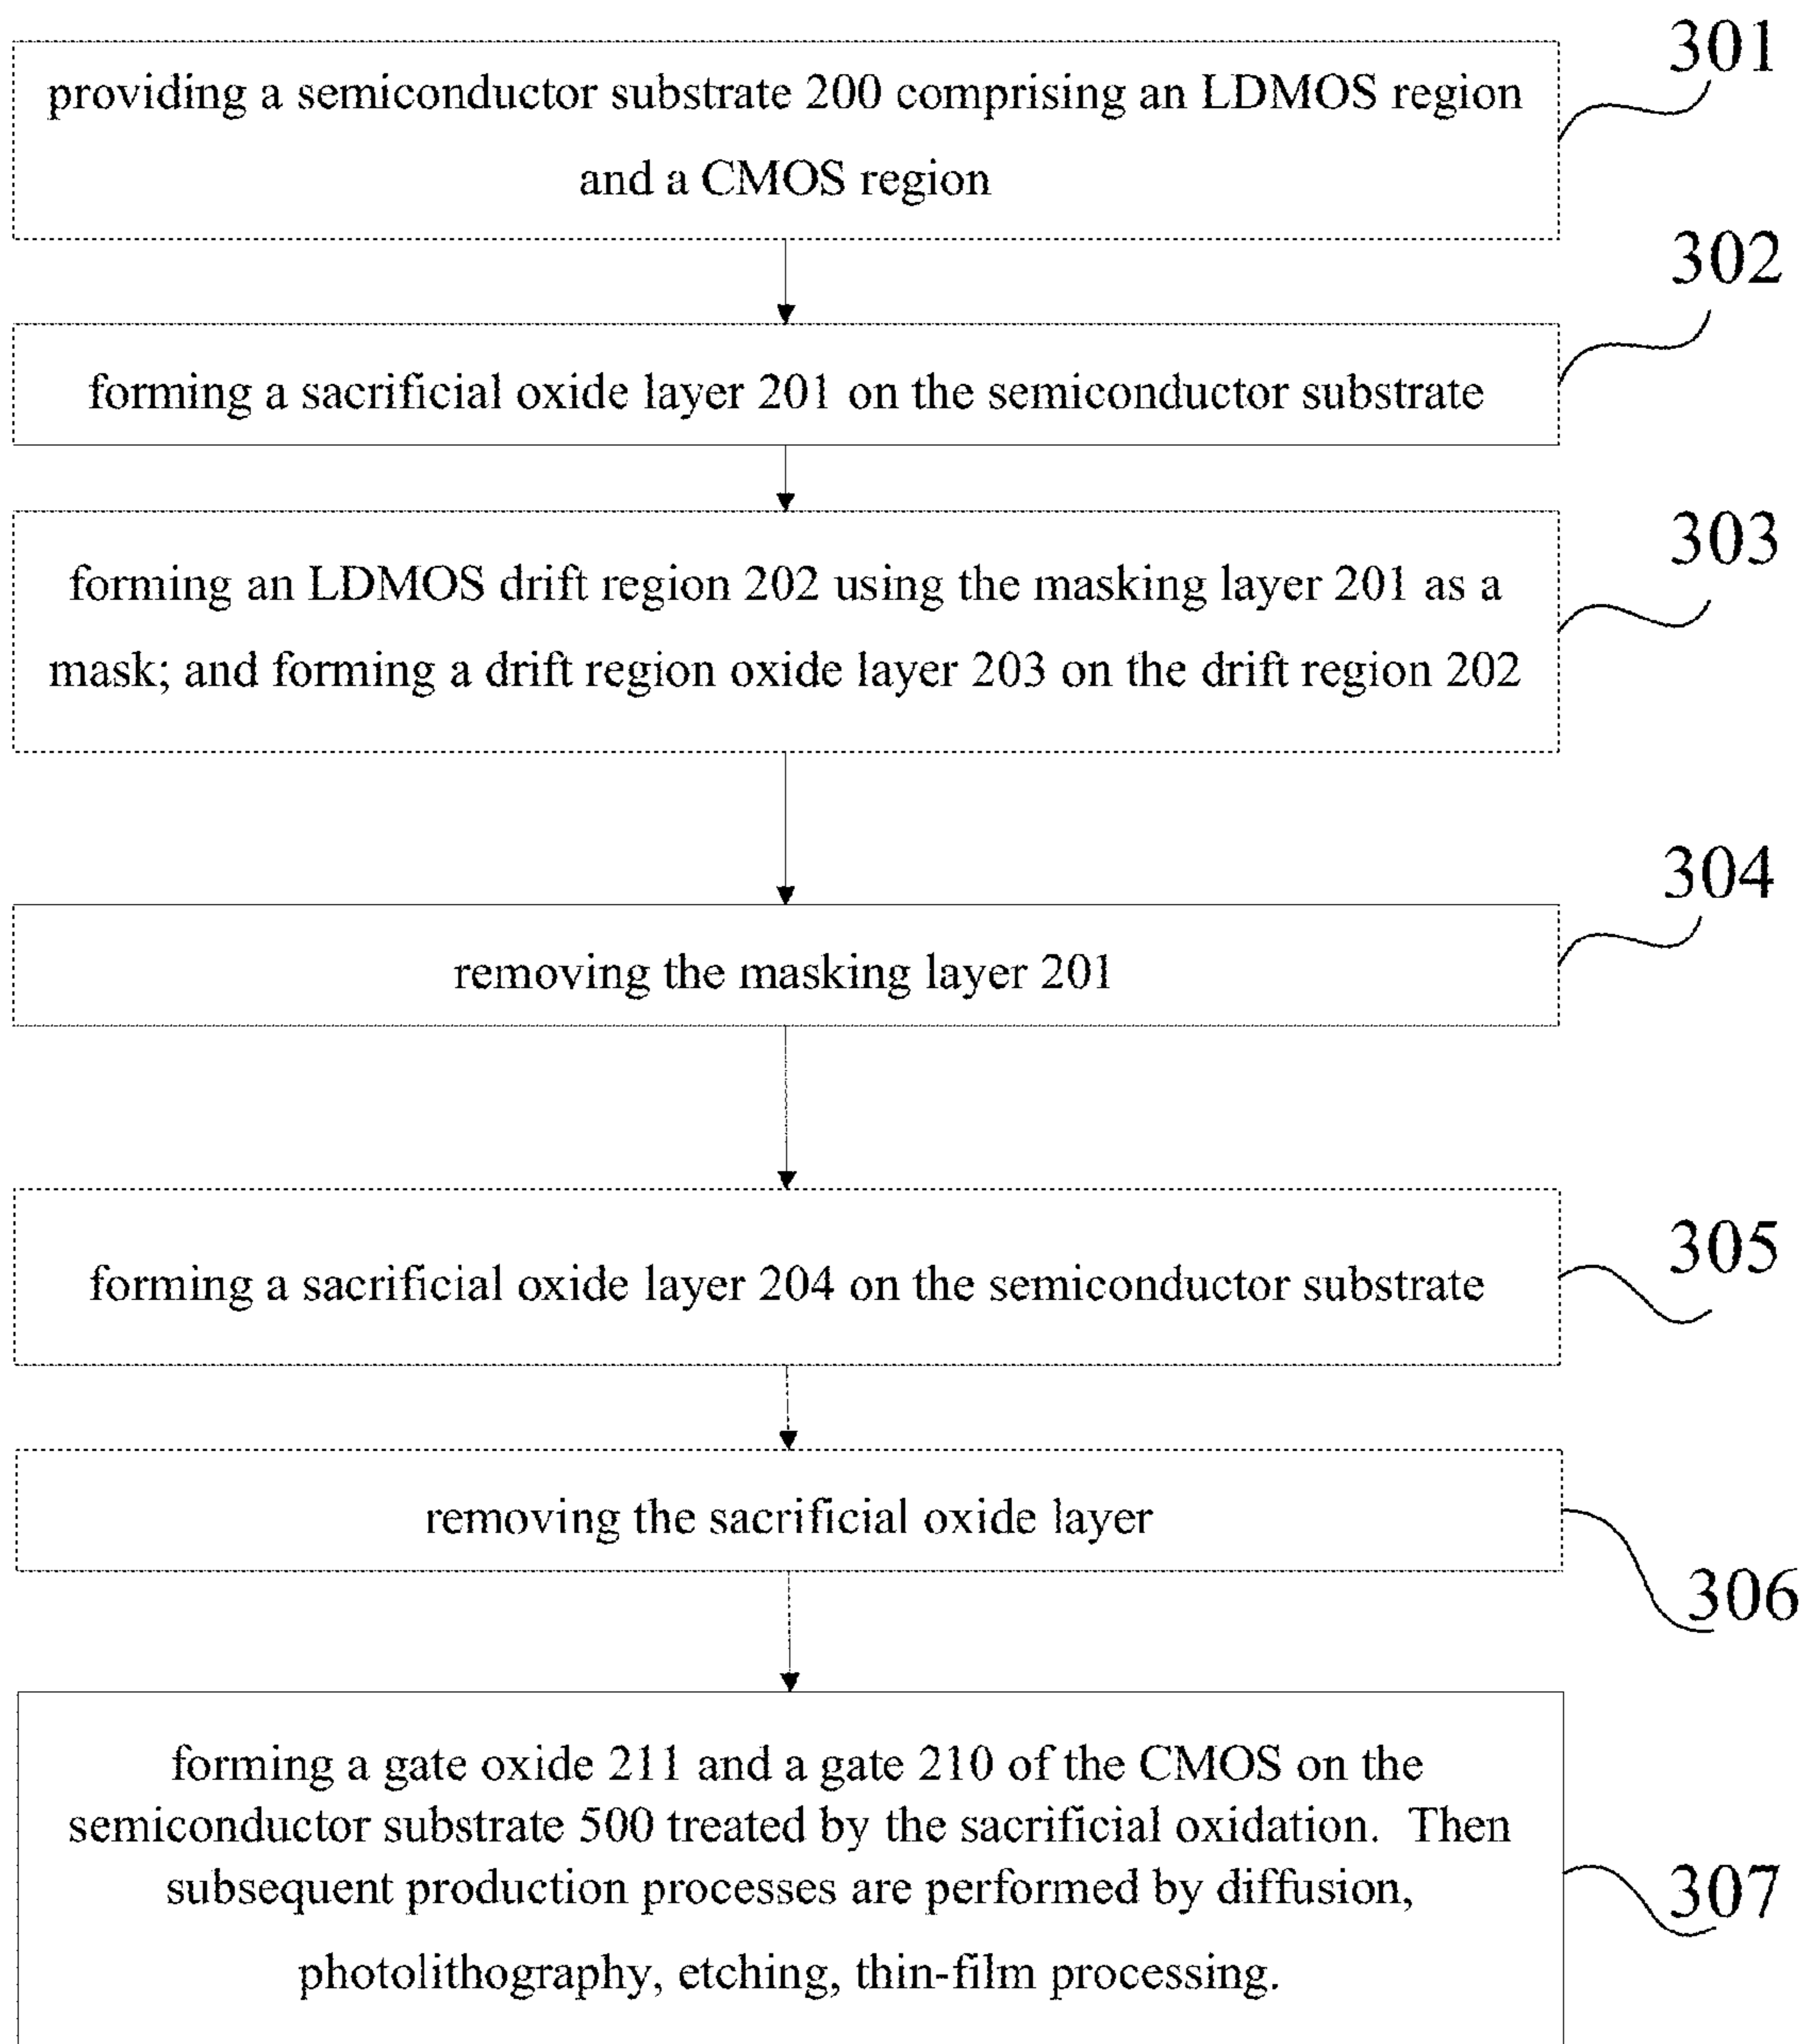 301
providing a semiconductor substrate 200 comprising an LDMOS region
and a CMOS region
302
forming a sacrificial oxide layer 201 on the semiconductor substrate
303
forming an LDMOS drift region 202 using the masking layer 201 as a
mask; and forming a drift region oxide layer 203 on the drift region 202
304
removing the masking layer 201
305
forming a sacrificial oxide layer 204 on the semiconductor substrate
removing the sacrificial oxide layer
306
forming a gate oxide 211 and a gate 210 of the CMOS on the
semiconductor substrate 500 treated by the sacrificial oxidation. Then
subsequent production processes are performed by diffusion,
307
photolithography, etching, thin-film processing.